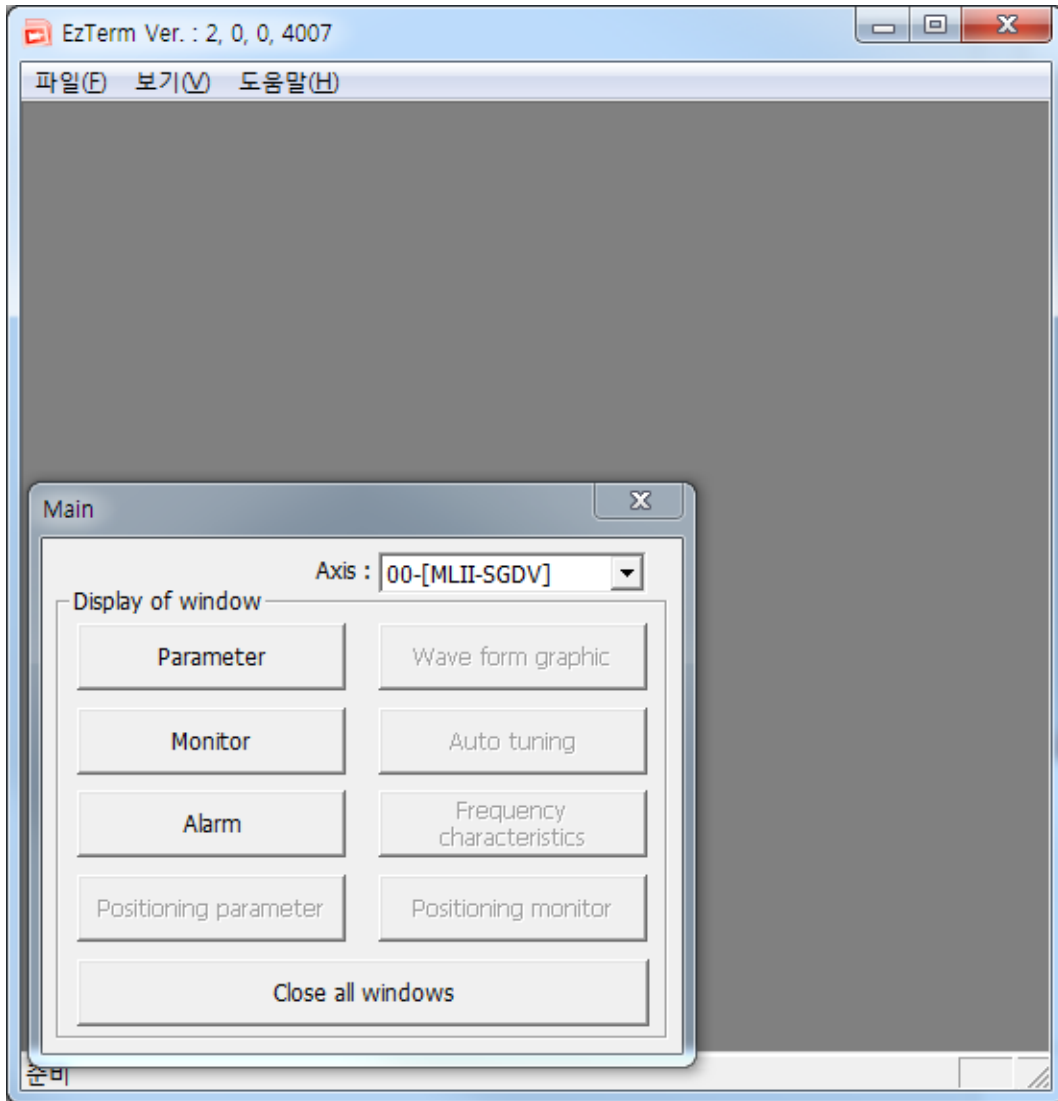 EzTerm Ver. : 2, 0, 0, 4007
파일(F) 보기(V) 도움말(H)
Main
Axis : 00-[MLII-SGDV]
Display of window
Parameter Wave form graphic
Monitor Auto tuning
Alarm Frequency
characteristics
Positioning parameter Positioning monitor
Close all windows
준비